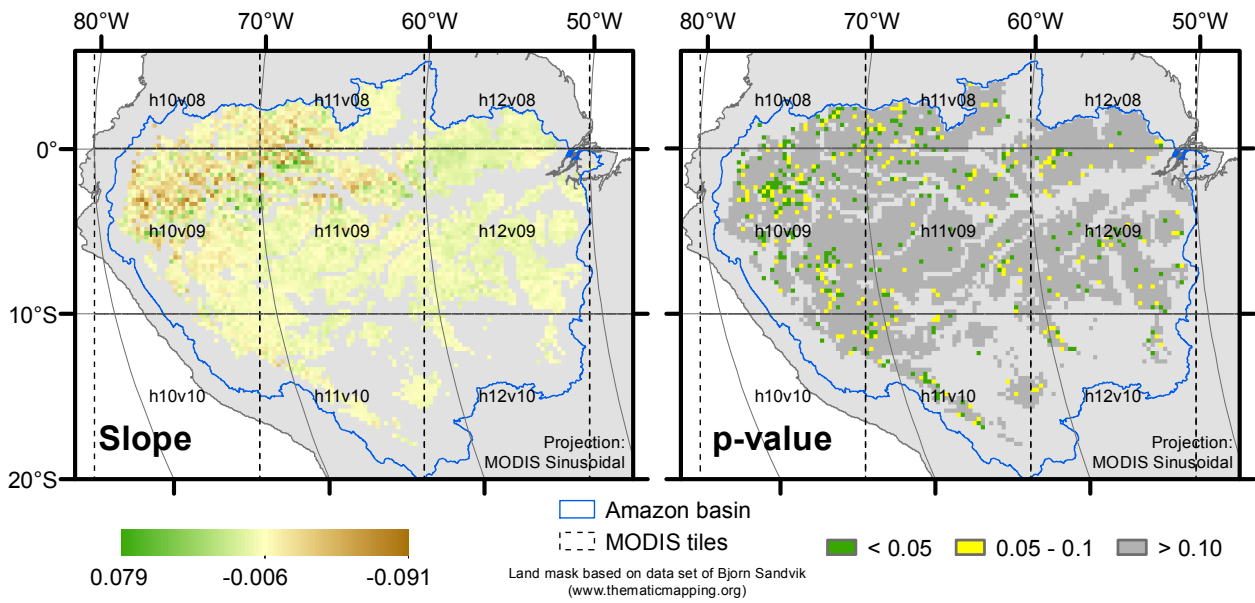 80°W 70°W 60°W 50°W 80°W 70°W 60°W 50°W
h10v08 h11v08 h12v08 h10v08 h11v08 h12v08
0°
h10v09 h11v09 h12v09 h10v09 h11v09 h12v09
10°S
h10v10 h11v10 h12v10 h10v10 h11v10 h12v10
Slope Projection: p-value Projection:
MODIS Sinusoidal MODIS Sinusoidal
20°S
Amazon basin
MODIS tiles
< 0.05 0.05 - 0.1 > 0.10
0.079 -0.006 -0.091
Land mask based on data set of Bjorn Sandvik
(www.thematicmapping.org)